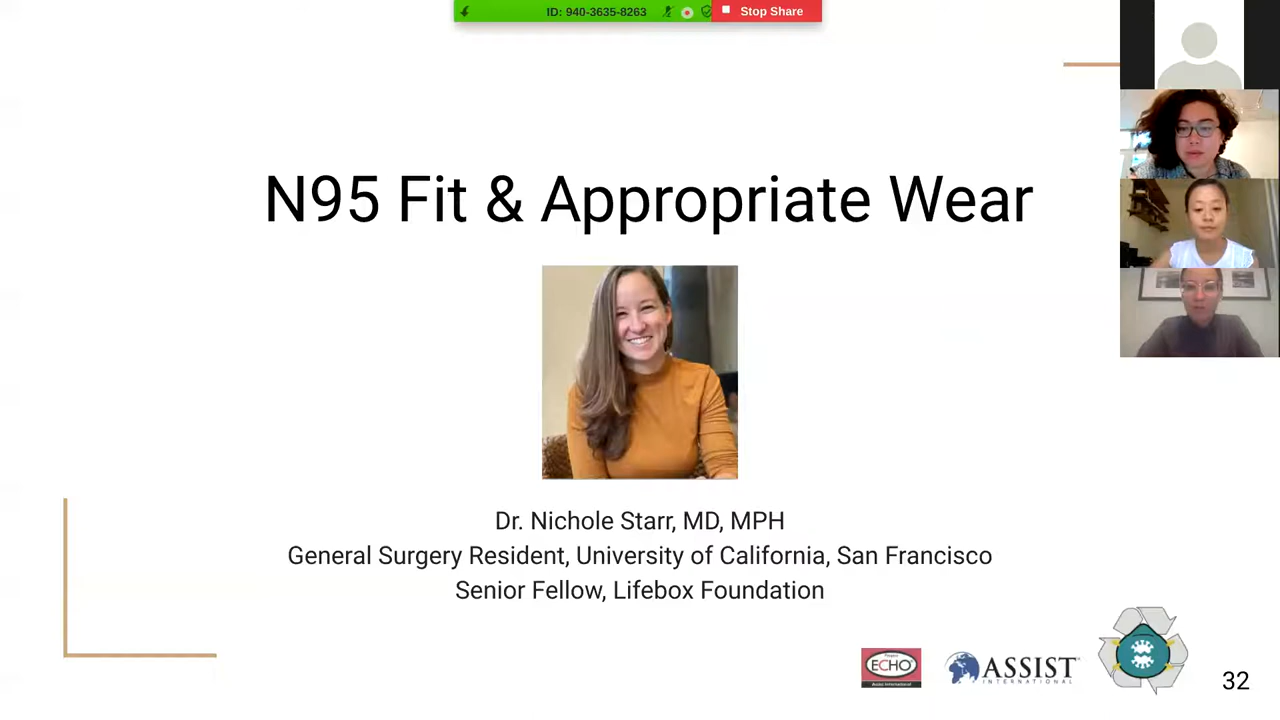 ID: 940-3635-8263
Stop Share
N95 Fit & Appropriate Wear
Dr. Nichole Starr, MD, MPH
General Surgery Resident, University of California, San Francisco
Senior Fellow, Lifebox Foundation
ECHO
ASSIST
INTERNATIONAL
32